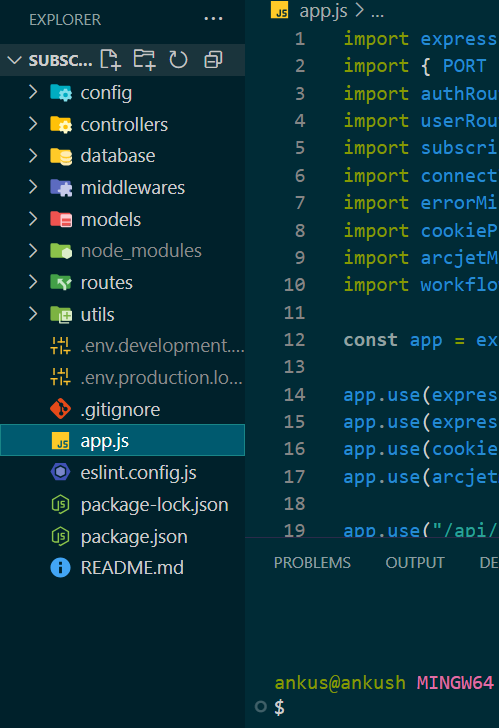 EXPLORER ...
SUBSC...
config
controllers
database
middlewares
models
node_modules
routes
utils
.env.development....
.env.production.lo...
.gitignore
JS app.js
eslint.config.js
package-lock.json
package.json
README.md
JS app.js > ...
1 import express
2 import { PORT
3 import authRou
4 import userRou
5 import subscri
6 import connect
7 import errorMi
8 import cookieP
9 import arcjetM
10 import workflo
11
12 const app = ex
13
14 app.use(expres
15 app.use(expres
16 app.use(cookie
17 app.use(arcjet
18
19 app.use("/api/
PROBLEMS OUTPUT DE
ankus@ankush MINGW64
$